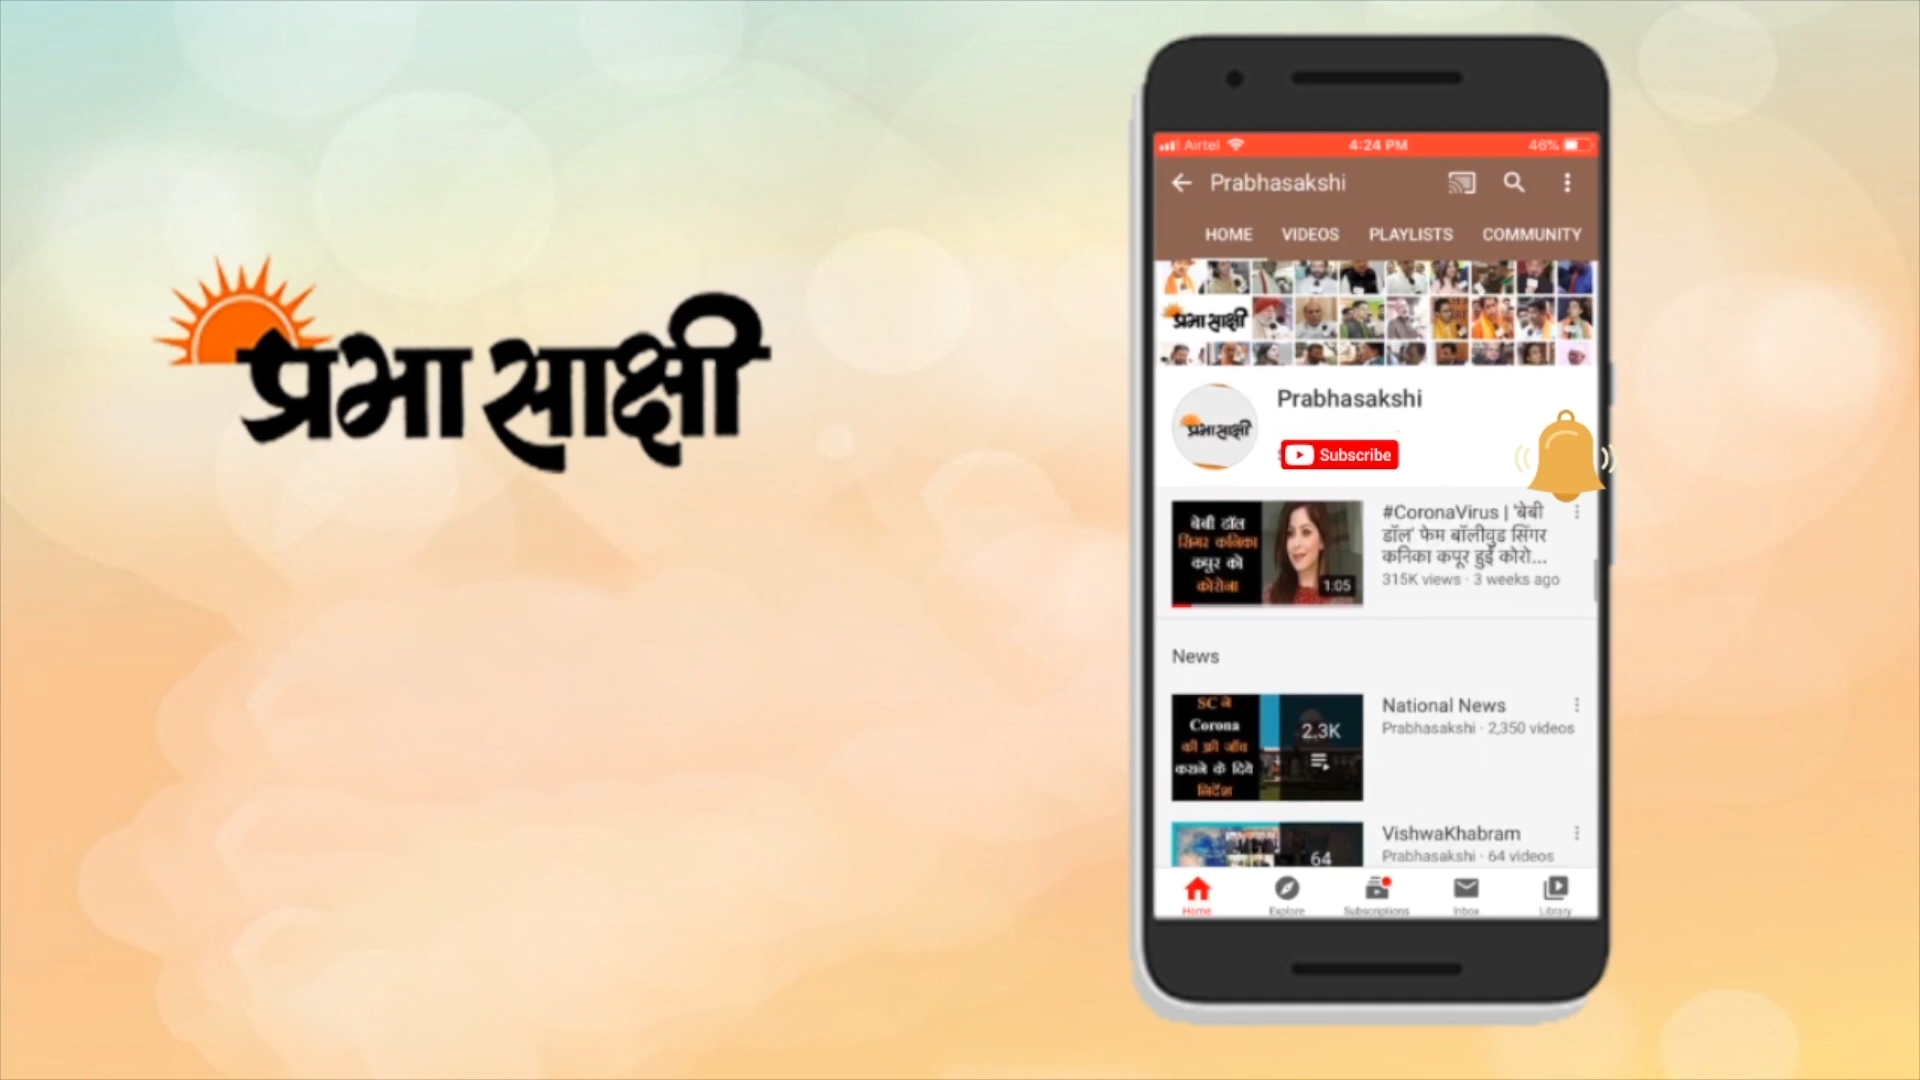 प्रभासाक्षी
Airtel 4:24 PM 46%
Prabhasakshi
HOME VIDEOS PLAYLISTS COMMUNITY
प्रभासाक्षी
Prabhasakshi
प्रभासाक्षी
Subscribe
बेबी डॉल
सिंगर कनिका
कपूर को
कोरोना
1:05
#CoronaVirus | 'बेबी
डॉल' फेम बॉलीवुड सिंगर
कनिका कपूर हुईं कोरो...
315K views · 3 weeks ago
News
SC ने
Corona
की फ्री जाँच
कराने के दिये
निर्देश
2.3K
National News
Prabhasakshi · 2,350 videos
64
VishwaKhabram
Prabhasakshi · 64 videos
Home Explore Subscriptions Inbox Library